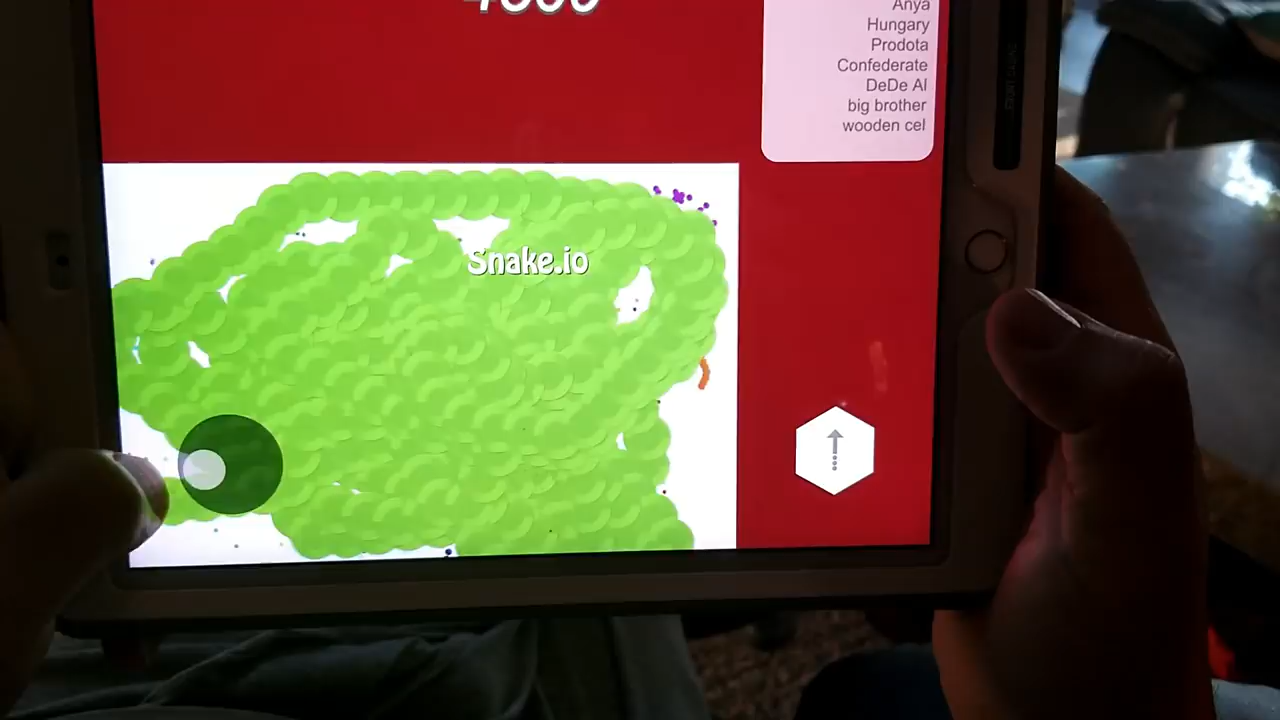 Anya
Hungary
Prodota
Confederate
DeDe Al
big brother
wooden cel
Snake.io